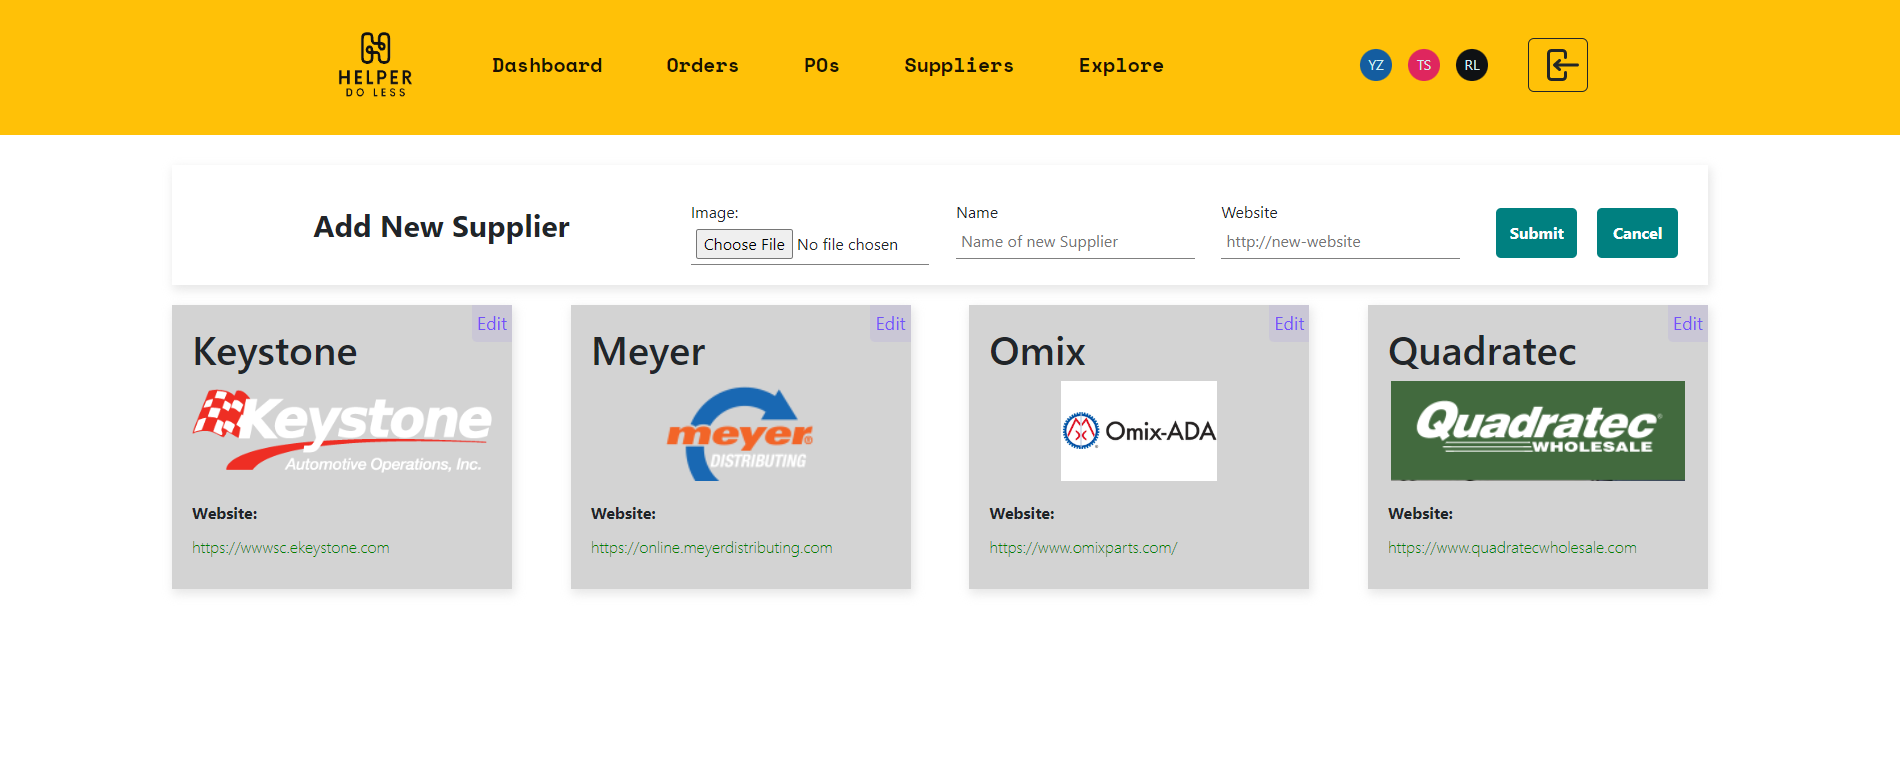 HELPER
DO LESS
Dashboard
Orders
POs
Suppliers
Explore
YZ
TS
RL
Add New Supplier
Image:
Choose File No file chosen
Name
Name of new Supplier
Website
http://new-website
Submit
Cancel
Edit
Keystone
Keystone
Automotive Operations, Inc.
Website:
https://wwwsc.ekeystone.com
Edit
Meyer
meyer®
DISTRIBUTING
Website:
https://online.meyerdistributing.com
Edit
Omix
Omix-ADA
Website:
https://www.omixparts.com/
Edit
Quadratec
Quadratec®
WHOLESALE
Website:
https://www.quadratecwholesale.com